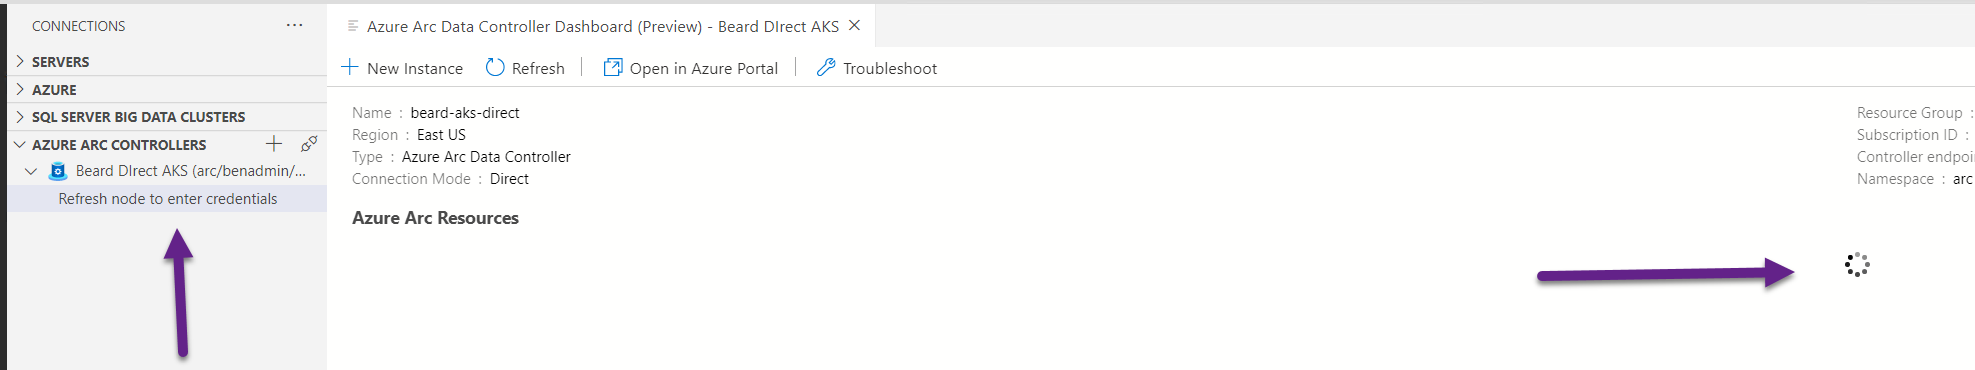 CONNECTIONS ...
SERVERS
AZURE
SQL SERVER BIG DATA CLUSTERS
AZURE ARC CONTROLLERS
Beard DIrect AKS (arc/benadmin/...
Refresh node to enter credentials
Azure Arc Data Controller Dashboard (Preview) - Beard DIrect AKS
New Instance Refresh Open in Azure Portal Troubleshoot
Name : beard-aks-direct
Region : East US
Type : Azure Arc Data Controller
Connection Mode : Direct
Resource Group :
Subscription ID :
Controller endpoi
Namespace : arc
Azure Arc Resources